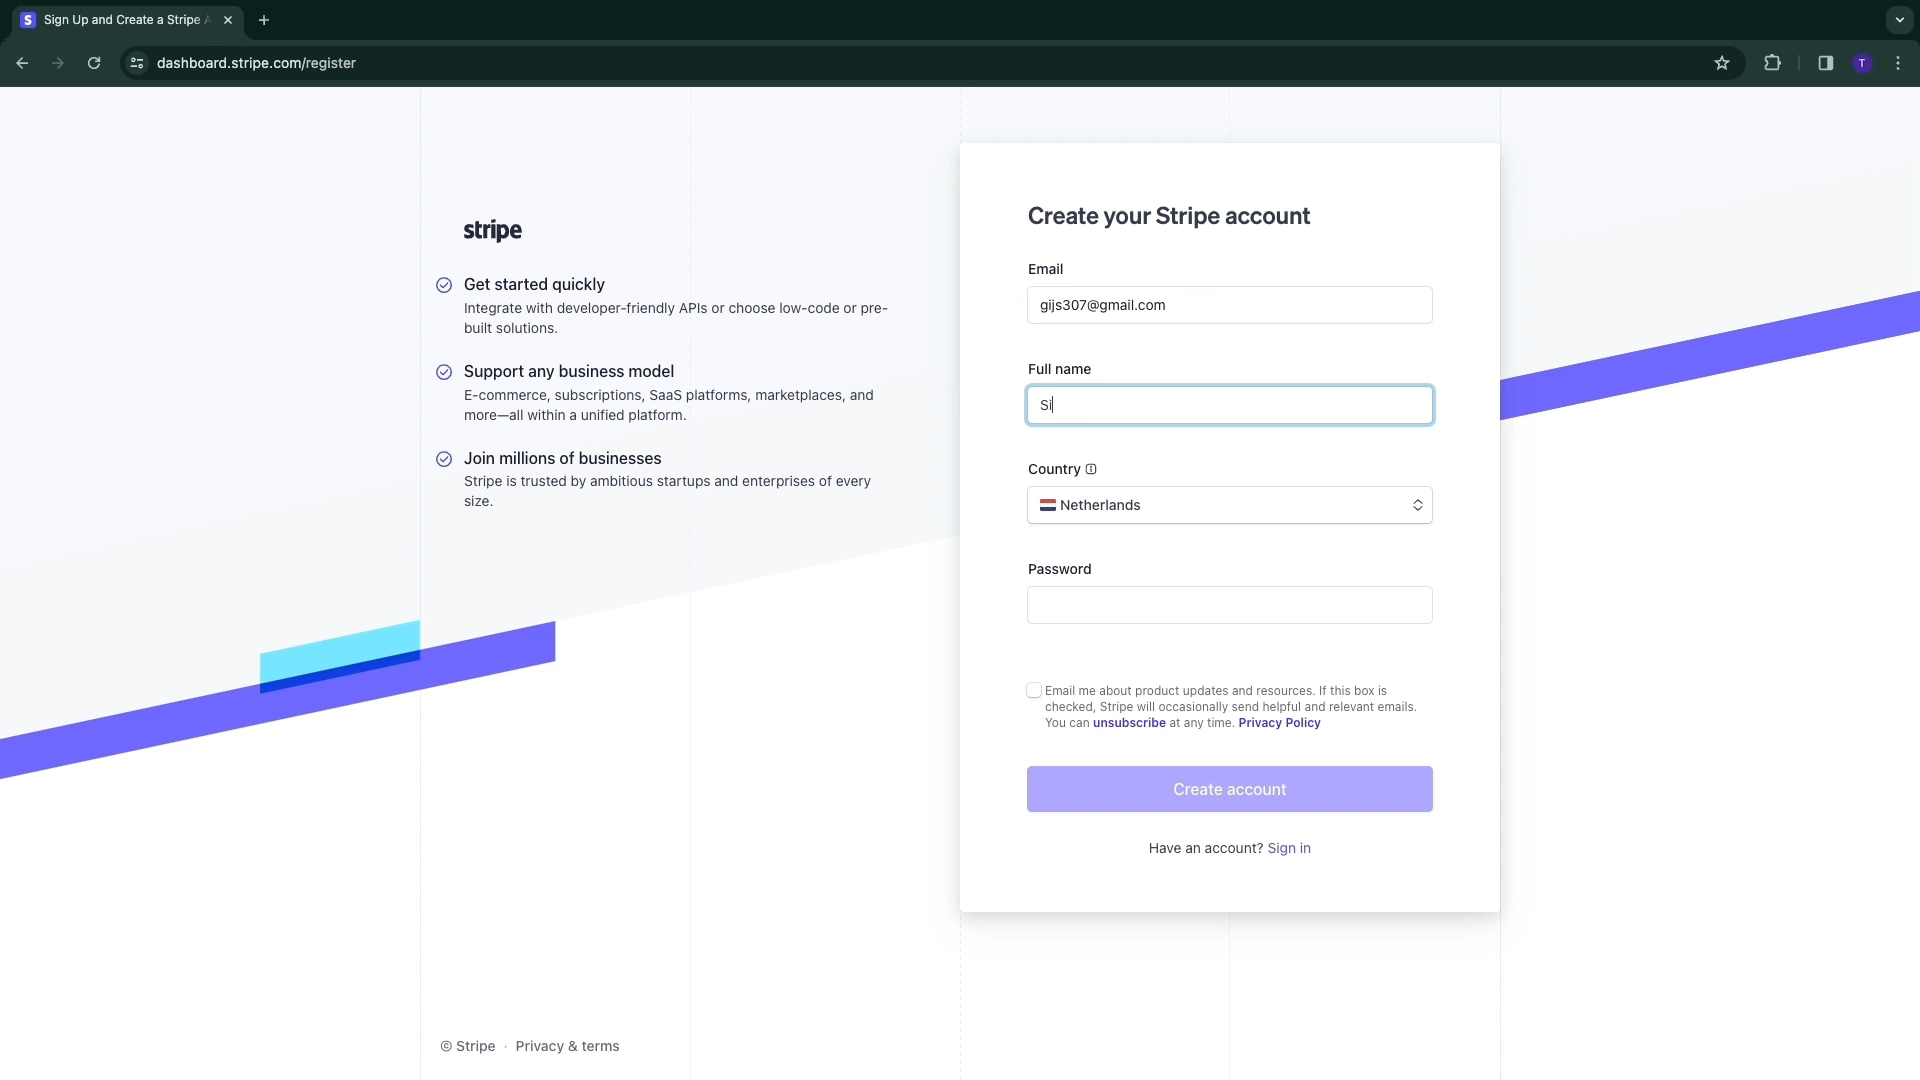 S Sign Up and Create a Stripe A
dashboard.stripe.com/register
T
stripe
Get started quickly
Integrate with developer-friendly APIs or choose low-code or pre-
built solutions.
Support any business model
E-commerce, subscriptions, SaaS platforms, marketplaces, and
more—all within a unified platform.
Join millions of businesses
Stripe is trusted by ambitious startups and enterprises of every
size.
© Stripe · Privacy & terms
Create your Stripe account
Email
gijs307@gmail.com
Full name
Si
Country
Netherlands
Password
Email me about product updates and resources. If this box is
checked, Stripe will occasionally send helpful and relevant emails.
You can unsubscribe at any time. Privacy Policy
Create account
Have an account? Sign in